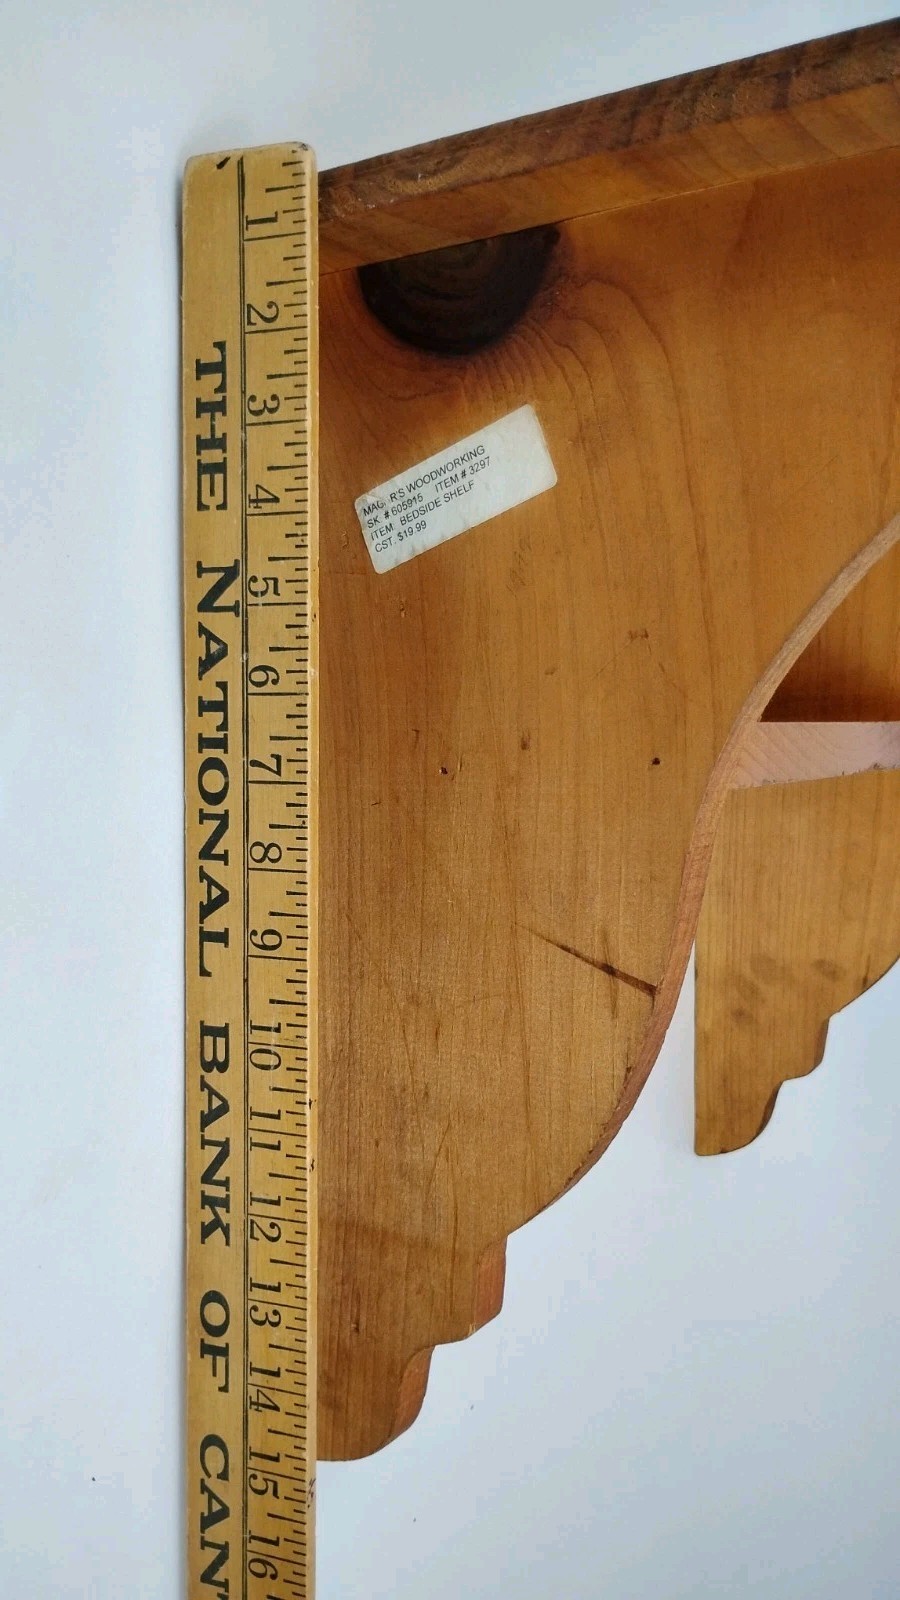 THE NATIONAL BANK OF CAN
1 2 3 4 5 6 7 8 9 10 11 12 13 14 15 16
MAG. R'S WOODWORKING
SK # 605915 ITEM # 3297
ITEM BEDSIDE SHELF
CST. $19.99